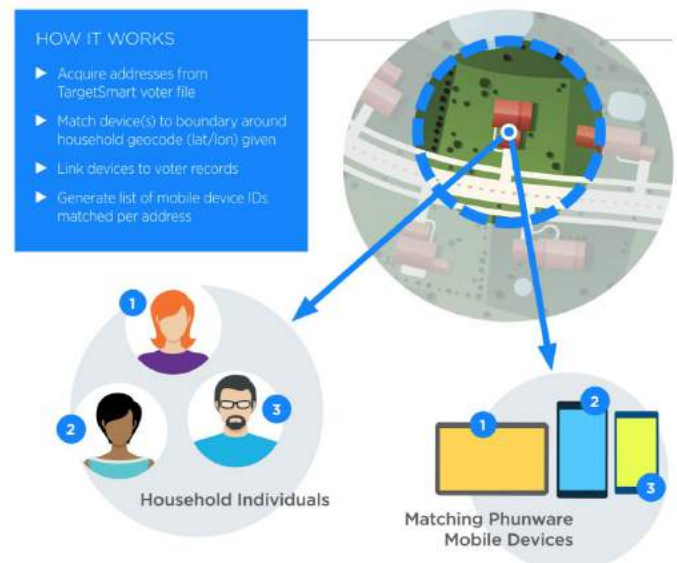 HOW IT WORKS
▶ Acquire addresses from
TargetSmart voter file
▶ Match device(s) to boundary around
household geocode (lat/lon) given
▶ Link devices to voter records
▶ Generate list of mobile device IDs
matched per address
1
2
3
Household Individuals
1
2
3
Matching Phunware
Mobile Devices